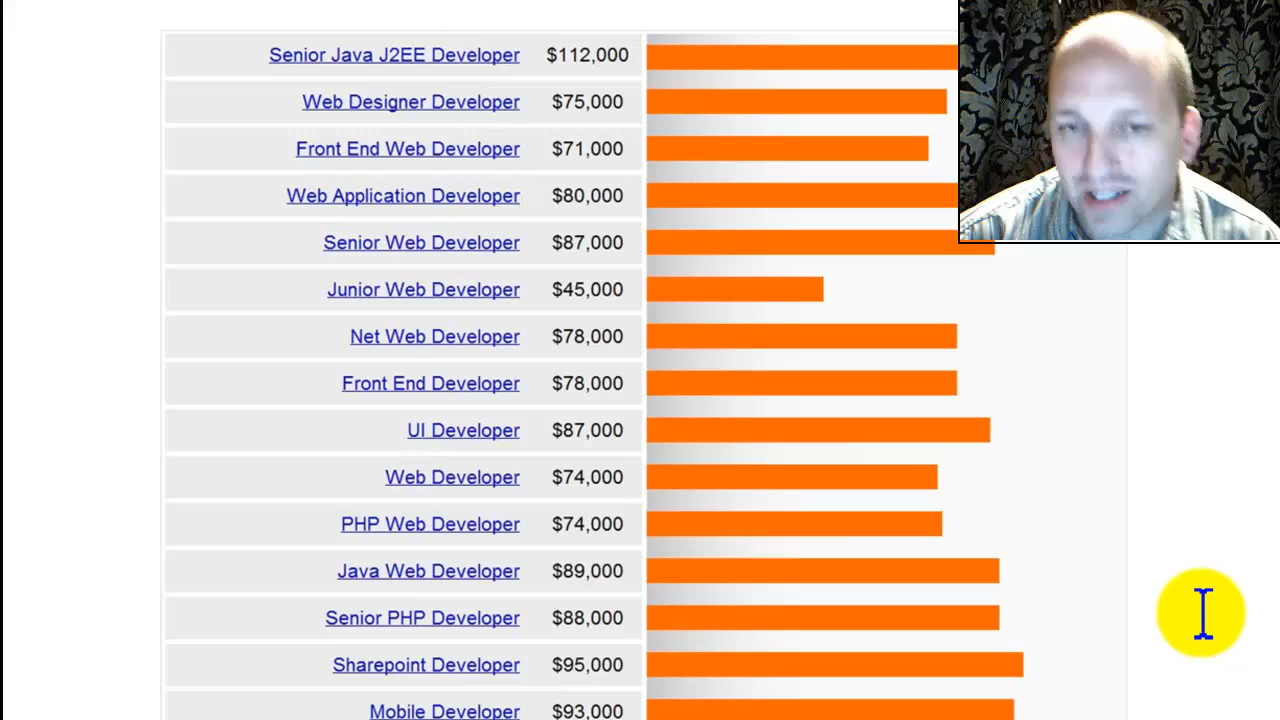 Senior Java J2EE Developer $112,000
Web Designer Developer $75,000
Front End Web Developer $71,000
Web Application Developer $80,000
Senior Web Developer $87,000
Junior Web Developer $45,000
Net Web Developer $78,000
Front End Developer $78,000
UI Developer $87,000
Web Developer $74,000
PHP Web Developer $74,000
Java Web Developer $89,000
Senior PHP Developer $88,000
Sharepoint Developer $95,000
Mobile Developer $93,000